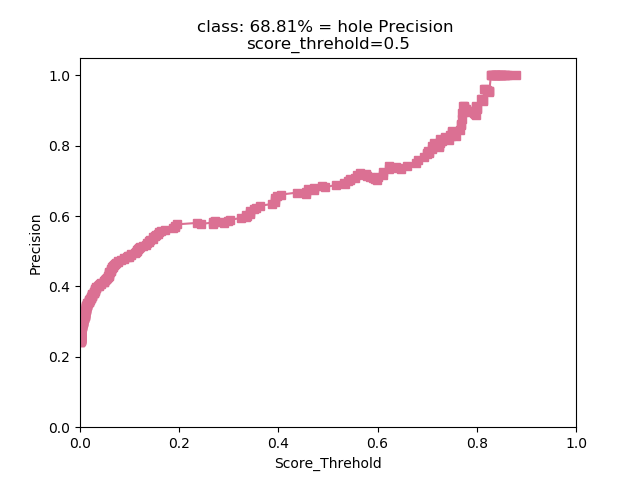 class: 68.81% = hole Precision
score_threhold=0.5
1.0
0.8
0.6
0.4
0.2
0.0
Precision
0.0 0.2 0.4 0.6 0.8 1.0
Score_Threhold